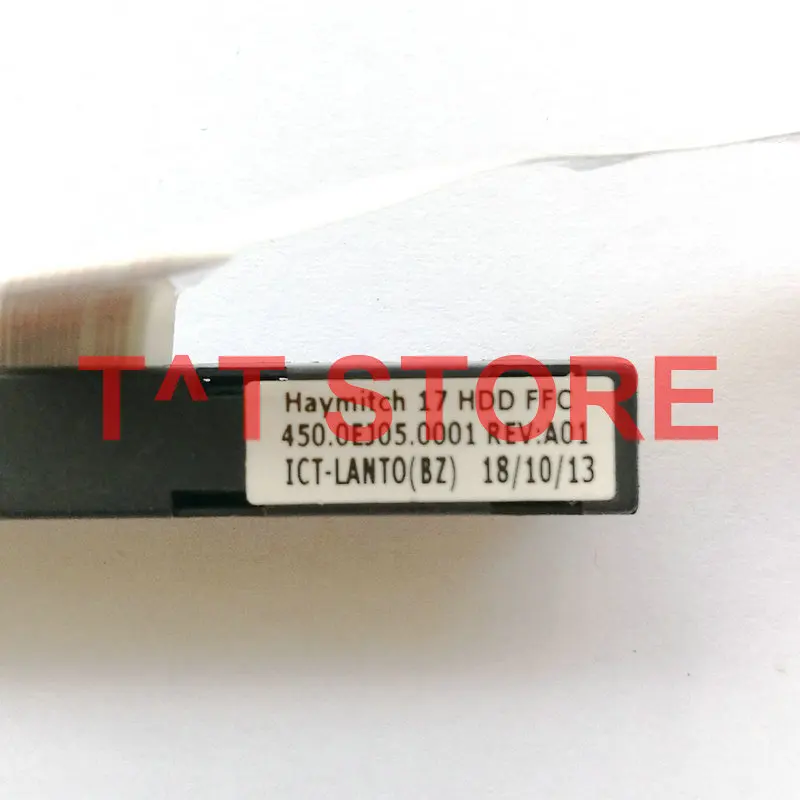 T^T STORE
Haymitch 17 HDD FFC
450.0EJ05.0001 REV:A01
ICT-LANTO(BZ) 18/10/13